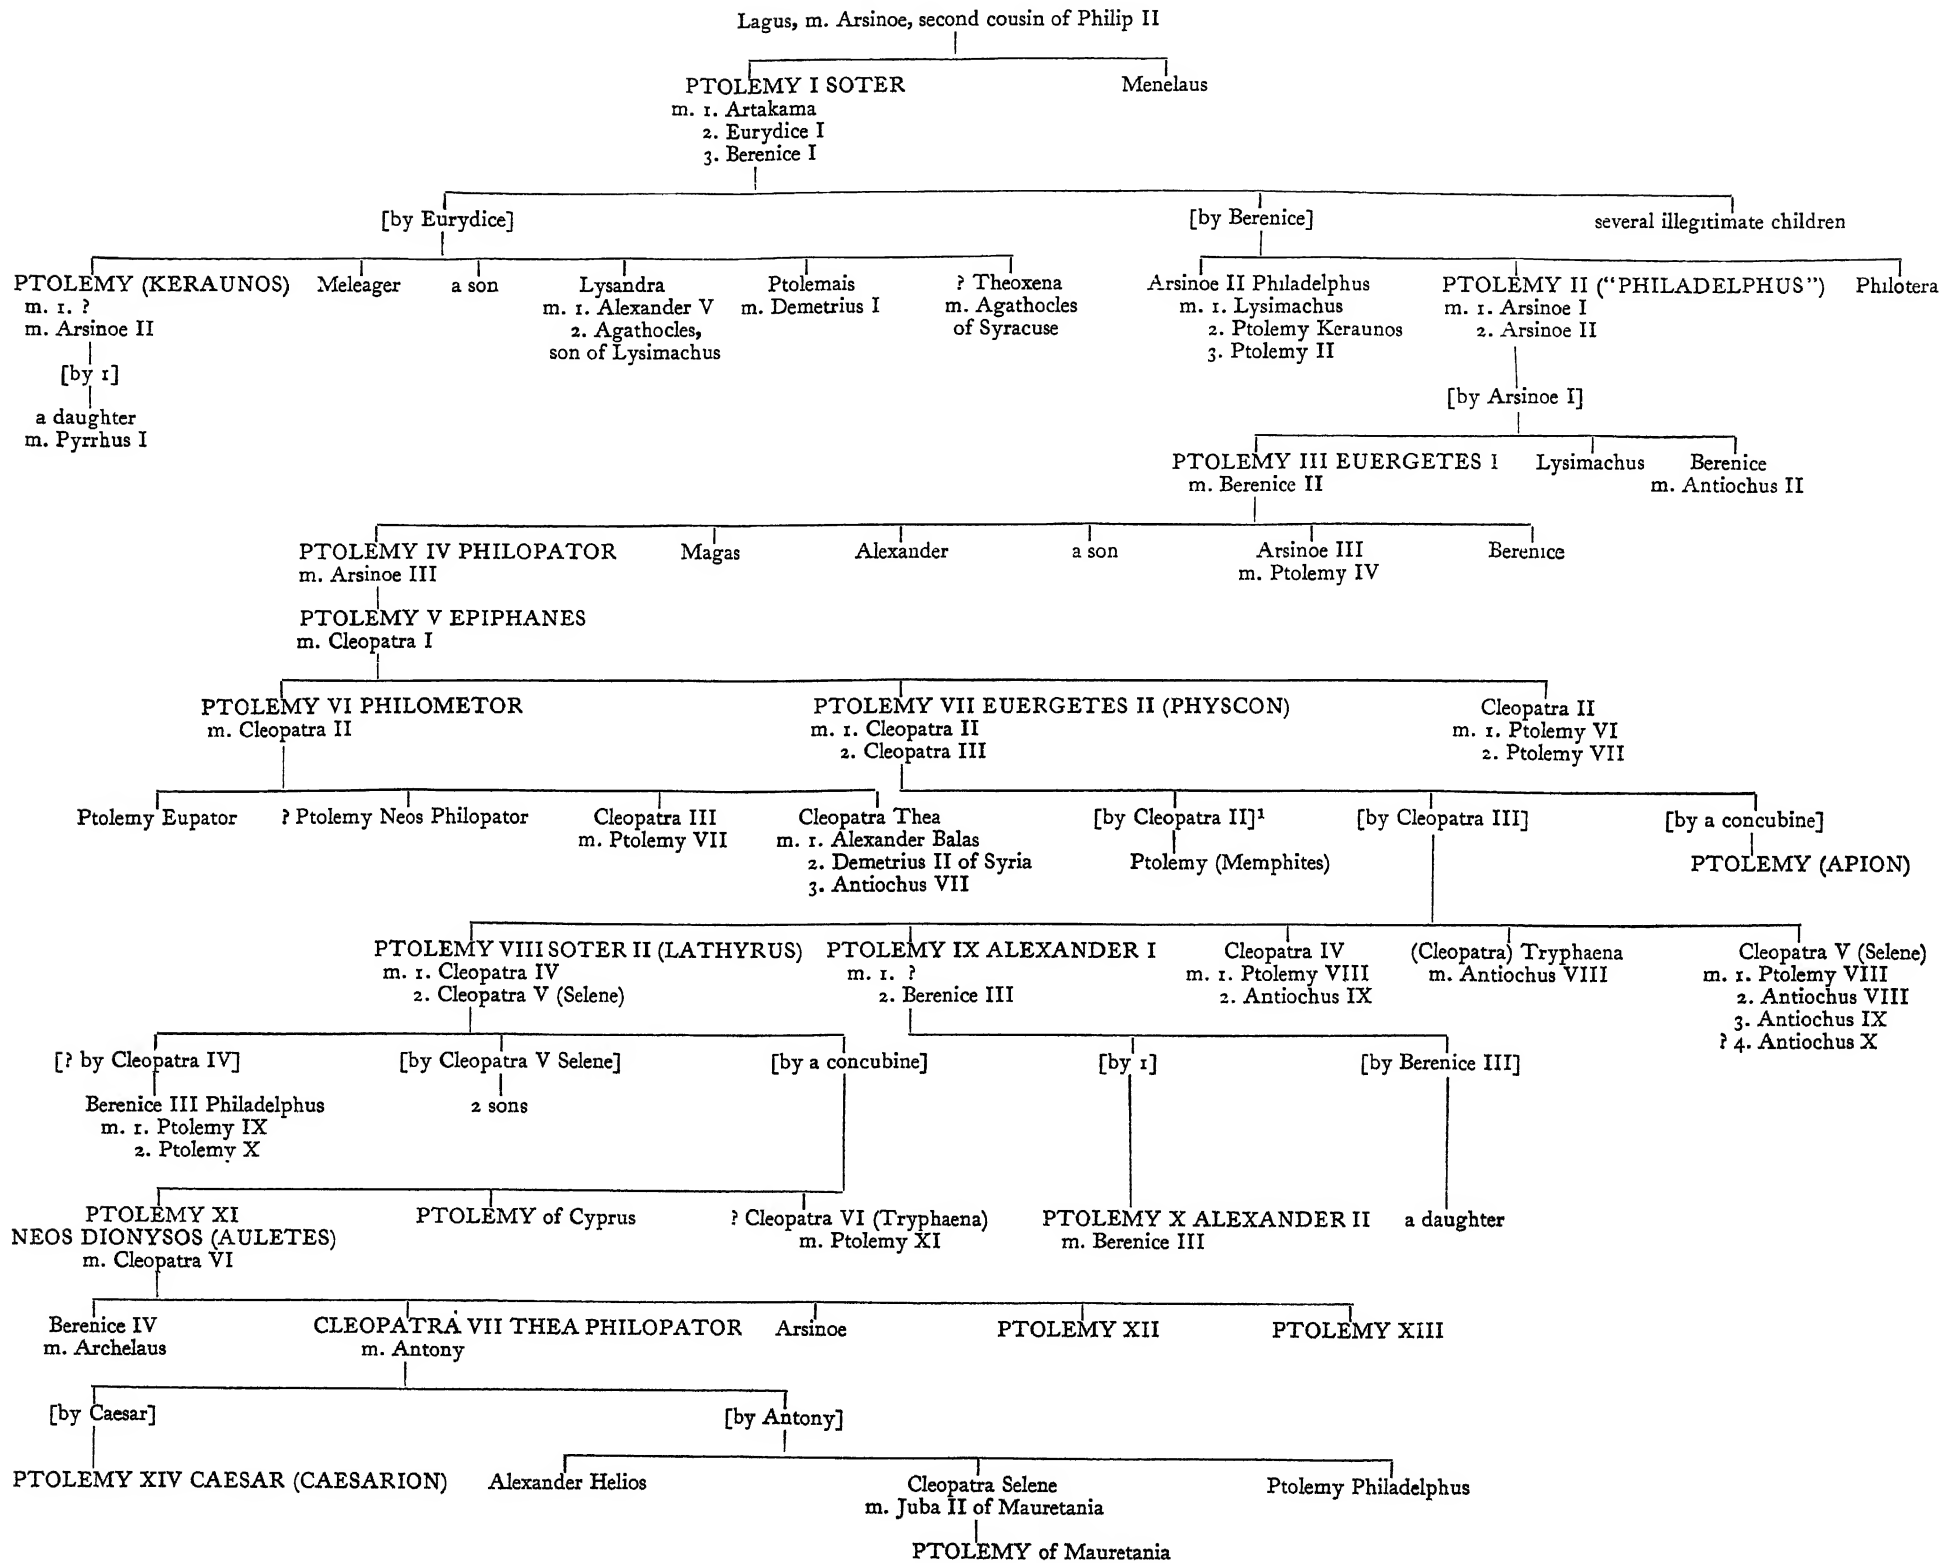 Lagus, m. Arsinoe, second cousin of Philip II
PTOLEMY I SOTER
m. 1. Artakama
2. Eurydice I
3. Berenice I
Menelaus
[by Eurydice]
[by Berenice]
several illegitimate children
PTOLEMY (KERAUNOS)
m. 1. ?
m. Arsinoe II
[by 1]
a daughter
m. Pyrrhus I
Meleager
a son
Lysandra
m. 1. Alexander V
2. Agathocles,
son of Lysimachus
Ptolemais
m. Demetrius I
? Theoxena
m. Agathocles
of Syracuse
Arsinoe II Philadelphus
m. 1. Lysimachus
2. Ptolemy Keraunos
3. Ptolemy II
PTOLEMY II ("PHILADELPHUS")
m. 1. Arsinoe I
2. Arsinoe II
Philotera
[by Arsinoe I]
PTOLEMY III EUERGETES I
m. Berenice II
Lysimachus
Berenice
m. Antiochus II
PTOLEMY IV PHILOPATOR
m. Arsinoe III
Magas
Alexander
a son
Arsinoe III
m. Ptolemy IV
Berenice
PTOLEMY V EPIPHANES
m. Cleopatra I
PTOLEMY VI PHILOMETOR
m. Cleopatra II
PTOLEMY VII EUERGETES II (PHYSCON)
m. 1. Cleopatra II
2. Cleopatra III
Cleopatra II
m. 1. Ptolemy VI
2. Ptolemy VII
Ptolemy Eupator
? Ptolemy Neos Philopator
Cleopatra III
m. Ptolemy VII
Cleopatra Thea
m. 1. Alexander Balas
2. Demetrius II of Syria
3. Antiochus VII
[by Cleopatra II]¹
Ptolemy (Memphites)
[by Cleopatra III]
[by a concubine]
PTOLEMY (APION)
PTOLEMY VIII SOTER II (LATHYRUS)
m. 1. Cleopatra IV
2. Cleopatra V (Selene)
PTOLEMY IX ALEXANDER I
m. 1. ?
2. Berenice III
Cleopatra IV
m. 1. Ptolemy VIII
2. Antiochus IX
(Cleopatra) Tryphaena
m. Antiochus VIII
Cleopatra V (Selene)
m. 1. Ptolemy VIII
2. Antiochus VIII
3. Antiochus IX
? 4. Antiochus X
[? by Cleopatra IV]
Berenice III Philadelphus
m. 1. Ptolemy IX
2. Ptolemy X
[by Cleopatra V Selene]
2 sons
[by a concubine]
[by 1]
[by Berenice III]
PTOLEMY XI
NEOS DIONYSOS (AULETES)
m. Cleopatra VI
PTOLEMY of Cyprus
? Cleopatra VI (Tryphaena)
m. Ptolemy XI
PTOLEMY X ALEXANDER II
m. Berenice III
a daughter
Berenice IV
m. Archelaus
CLEOPATRA VII THEA PHILOPATOR
m. Antony
Arsinoe
PTOLEMY XII
PTOLEMY XIII
[by Caesar]
[by Antony]
PTOLEMY XIV CAESAR (CAESARION)
Alexander Helios
Cleopatra Selene
m. Juba II of Mauretania
Ptolemy Philadelphus
PTOLEMY of Mauretania